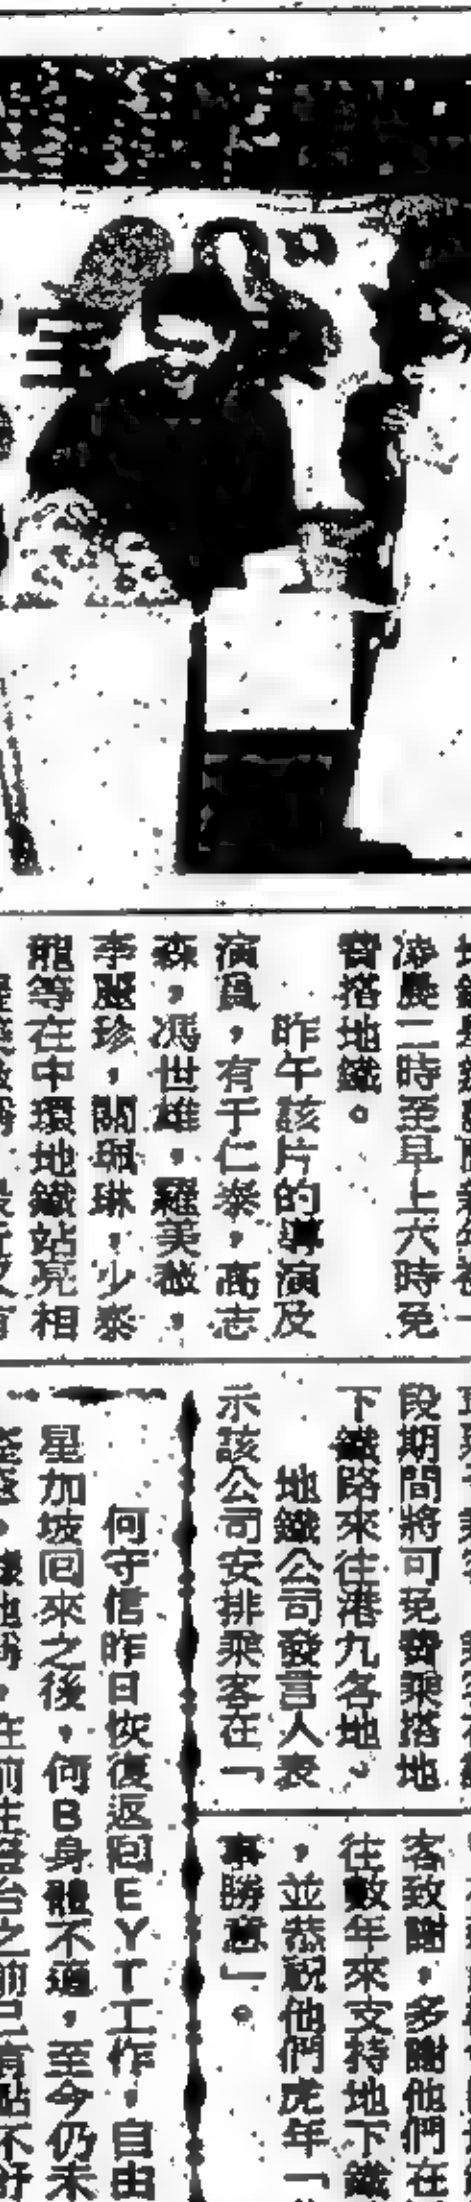 凌晨二時至早上六時免
費搭地鐵。
昨午該片的導演及
演員，有于仁泰，高志
森，馮世雄，羅美薇，
李麗珍，關珮琳，少泰
龍等在中環地鐵站亮相
段期間將可免費乘搭地
下鐵路來往港九各地。
地鐵公司發言人表
示該公司安排乘客在「
客致謝，多謝他們在
往數年來支持地下鐵
，並恭祝他們虎年「
事勝意」。
何守信昨日恢復返回EYT工作，自由
星加坡回來之後，何B身體不適，至今仍未